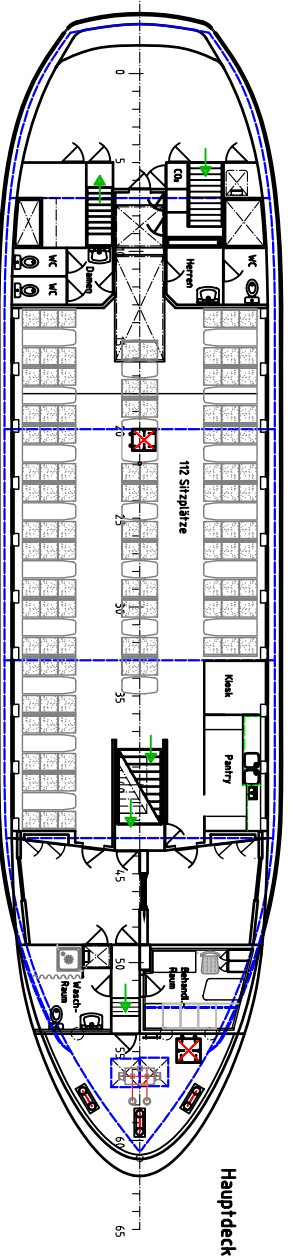 0
5
CO₂
10
WC
WC
Damen
Herren
WC
15
20
112 Sitzplätze
25
30
35
Kiosk
Pantry
40
45
50
Wasch-
Raum
Behandl.
Raum
55
60
65
Hauptdeck